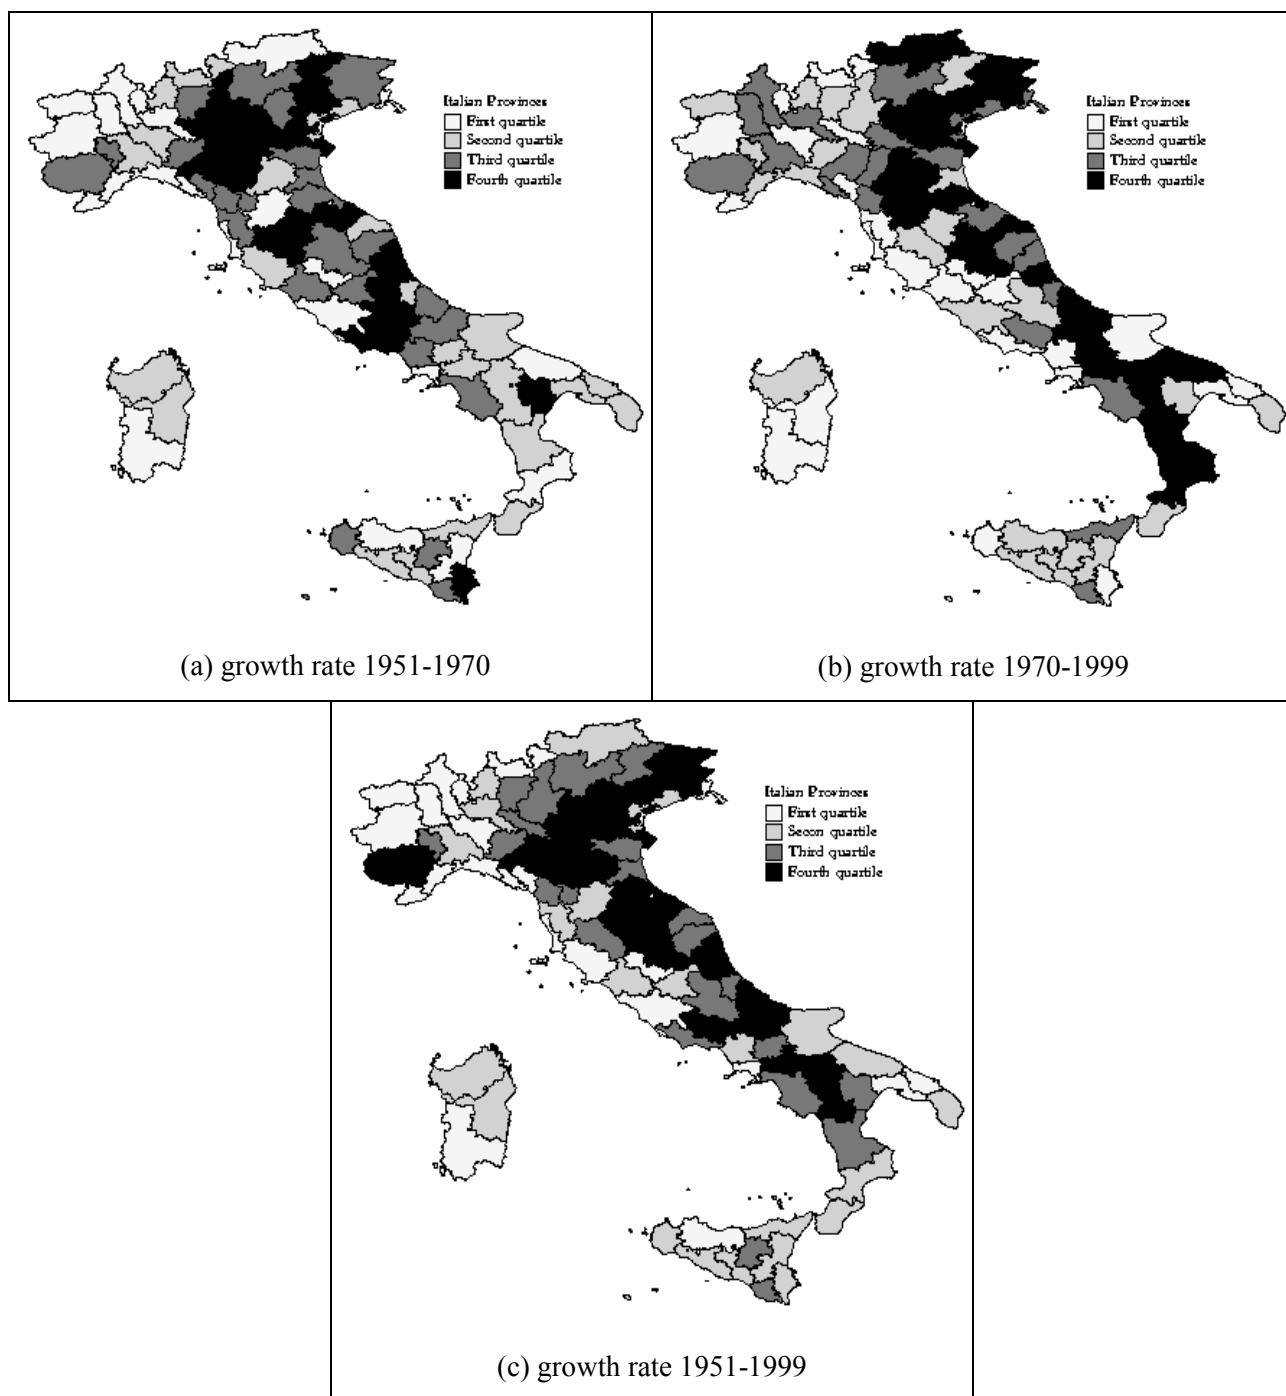 Italian Provinces
First quartile
Second quartile
Third quartile
Fourth quartile
(a) growth rate 1951-1970
Italian Provinces
First quartile
Second quartile
Third quartile
Fourth quartile
(b) growth rate 1970-1999
Italian Provinces
First quartile
Secon quartile
Third quartile
Fourth quartile
(c) growth rate 1951-1999